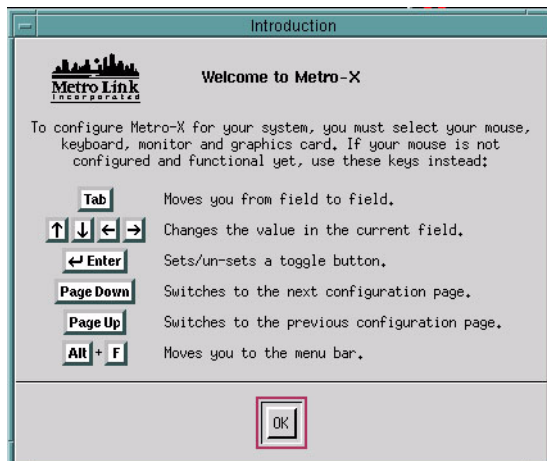 Introduction
Metro Link
Incorporated
Welcome to Metro-X
To configure Metro-X for your system, you must select your mouse,
keyboard, monitor and graphics card. If your mouse is not
configured and functional yet, use these keys instead:
Tab Moves you from field to field.
↑ ↓ ← → Changes the value in the current field.
↵ Enter Sets/un-sets a toggle button.
Page Down Switches to the next configuration page.
Page Up Switches to the previous configuration page.
Alt + F Moves you to the menu bar.
OK